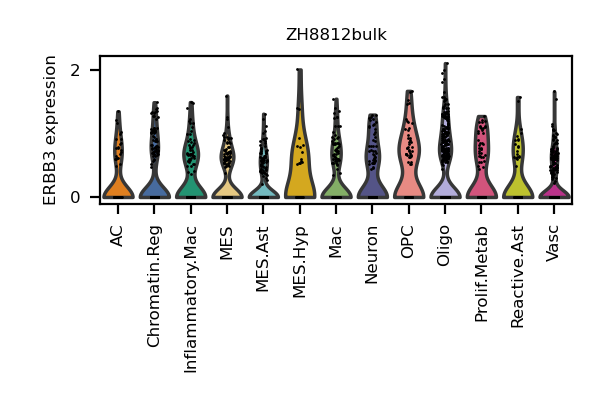 ZH8812bulk
ERBB3 expression
2
0
AC
Chromatin.Reg
Inflammatory.Mac
MES
MES.Ast
MES.Hyp
Mac
Neuron
OPC
Oligo
Prolif.Metab
Reactive.Ast
Vasc